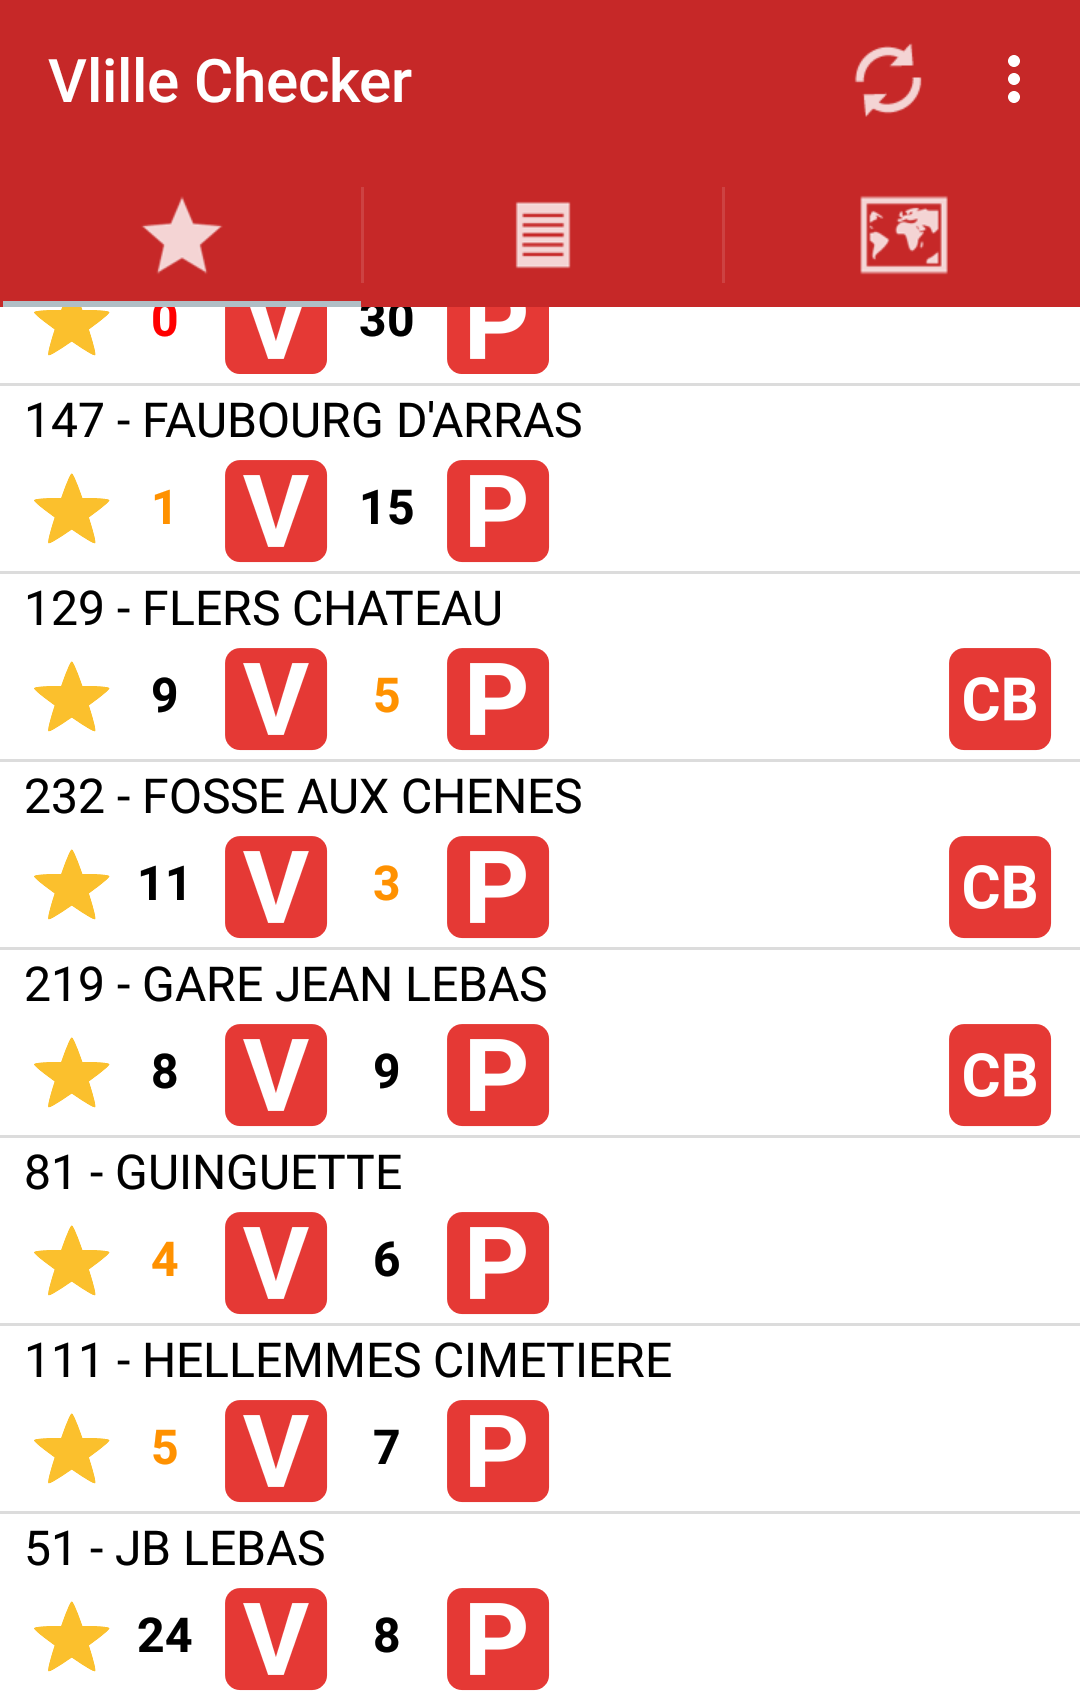 Vlille Checker
0 V 30 P
147 - FAUBOURG D'ARRAS
1 V 15 P
129 - FLERS CHATEAU
9 V 5 P CB
232 - FOSSE AUX CHENES
11 V 3 P CB
219 - GARE JEAN LEBAS
8 V 9 P CB
81 - GUINGUETTE
4 V 6 P
111 - HELLEMMES CIMETIERE
5 V 7 P
51 - JB LEBAS
24 V 8 P